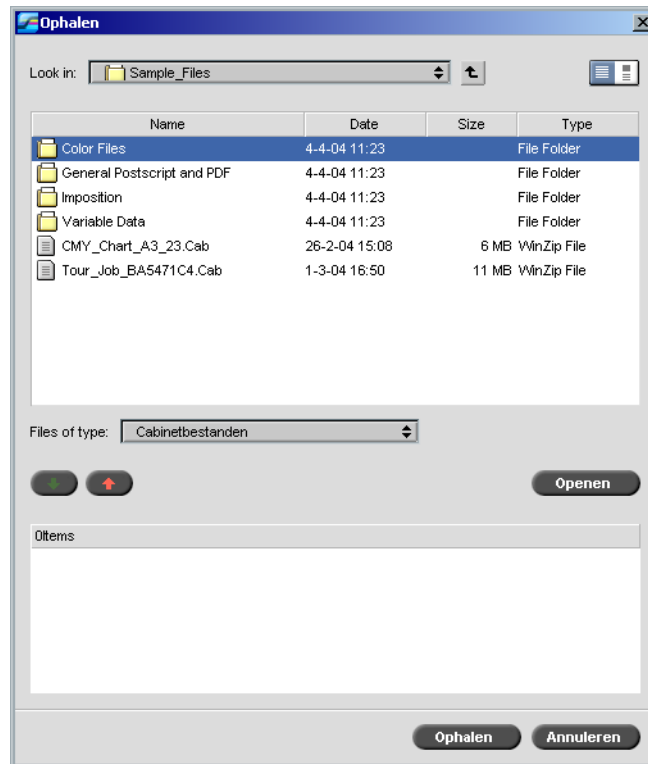 Ophalen
Look in: Sample_Files
Name Date Size Type
Color Files 4-4-04 11:23 File Folder
General Postscript and PDF 4-4-04 11:23 File Folder
Imposition 4-4-04 11:23 File Folder
Variable Data 4-4-04 11:23 File Folder
CMY_Chart_A3_23.Cab 26-2-04 15:08 6 MB WinZip File
Tour_Job_BA5471C4.Cab 1-3-04 16:50 11 MB WinZip File
Files of type: Cabinetbestanden
Openen
0Items
Ophalen Annuleren